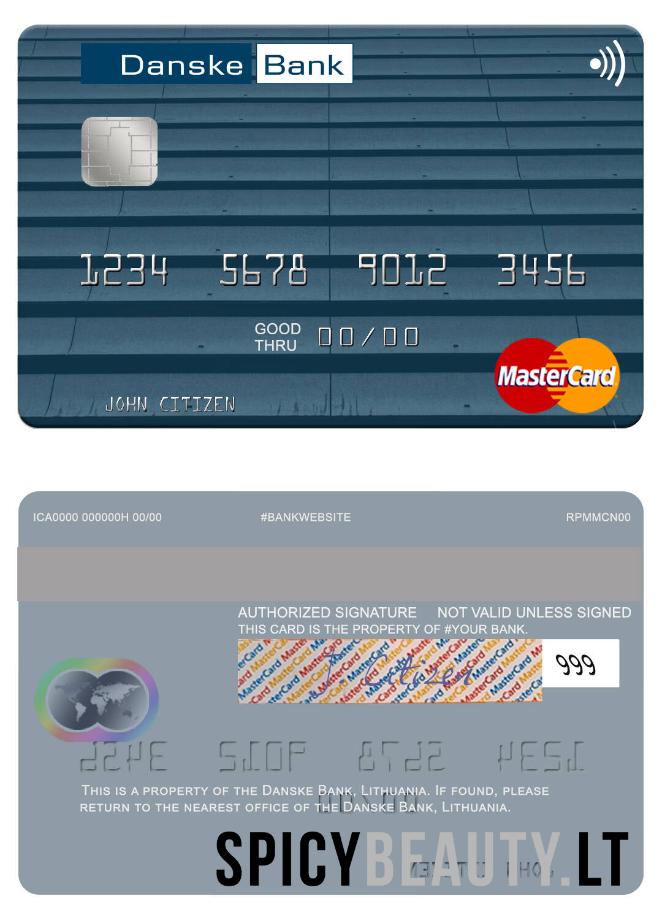 Danske Bank
1234 5678 9012 3456
GOOD THRU 00/00
JOHN CITIZEN
MasterCard
ICA0000 000000H 00/00 #BANKWEBSITE RPMMCN00
AUTHORIZED SIGNATURE NOT VALID UNLESS SIGNED
THIS CARD IS THE PROPERTY OF #YOUR BANK.
J. Citizen 999
THIS IS A PROPERTY OF THE DANSKE BANK, LITHUANIA. IF FOUND, PLEASE
RETURN TO THE NEAREST OFFICE OF THE DANSKE BANK, LITHUANIA.
SPICYBEAUTY.LT